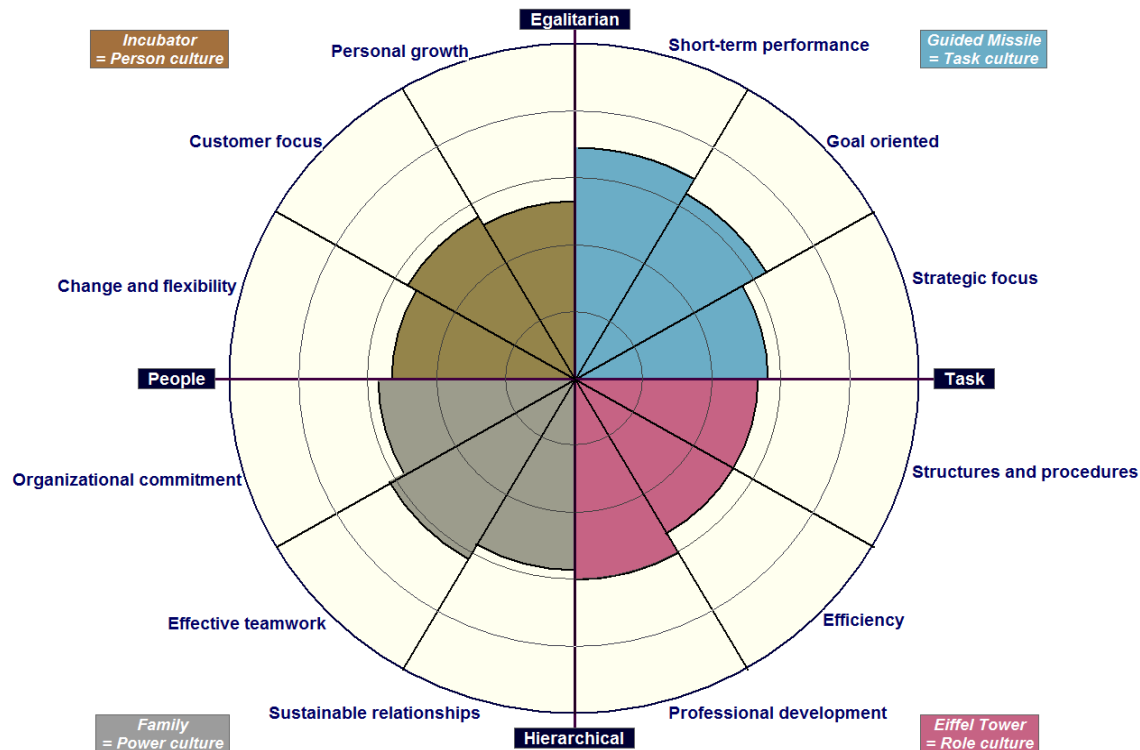 Egalitarian
Incubator
= Person culture
Personal growth
Short-term performance
Guided Missile
= Task culture
Customer focus
Goal oriented
Change and flexibility
Strategic focus
People
Task
Organizational commitment
Structures and procedures
Effective teamwork
Efficiency
Sustainable relationships
Professional development
Family
= Power culture
Hierarchical
Eiffel Tower
= Role culture